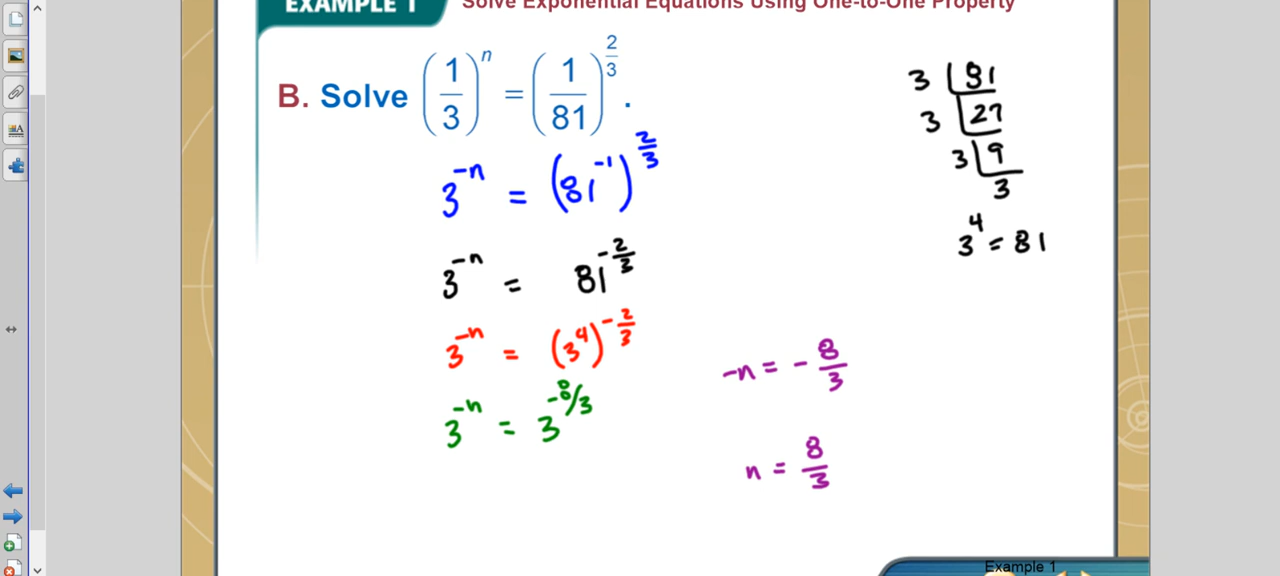 EXAMPLE 1 Solve Exponential Equations Using One-to-One Property
B. Solve (1/3)^n = (1/81)^(2/3).
3^(-n) = (81^(-1))^(2/3)
3^(-n) = 81^(-2/3)
3^(-n) = (3^4)^(-2/3)
3^(-n) = 3^(-8/3)
3 | 81
3 | 27
3 | 9
3
3^4 = 81
-n = - 8/3
n = 8/3
Example 1